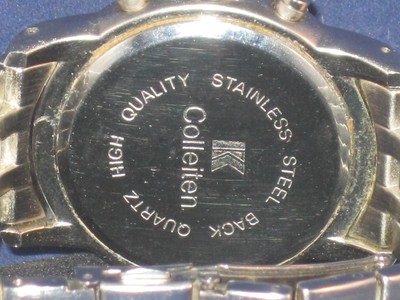 HIGH QUALITY STAINLESS STEEL BACK QUARTZ
Colleiten